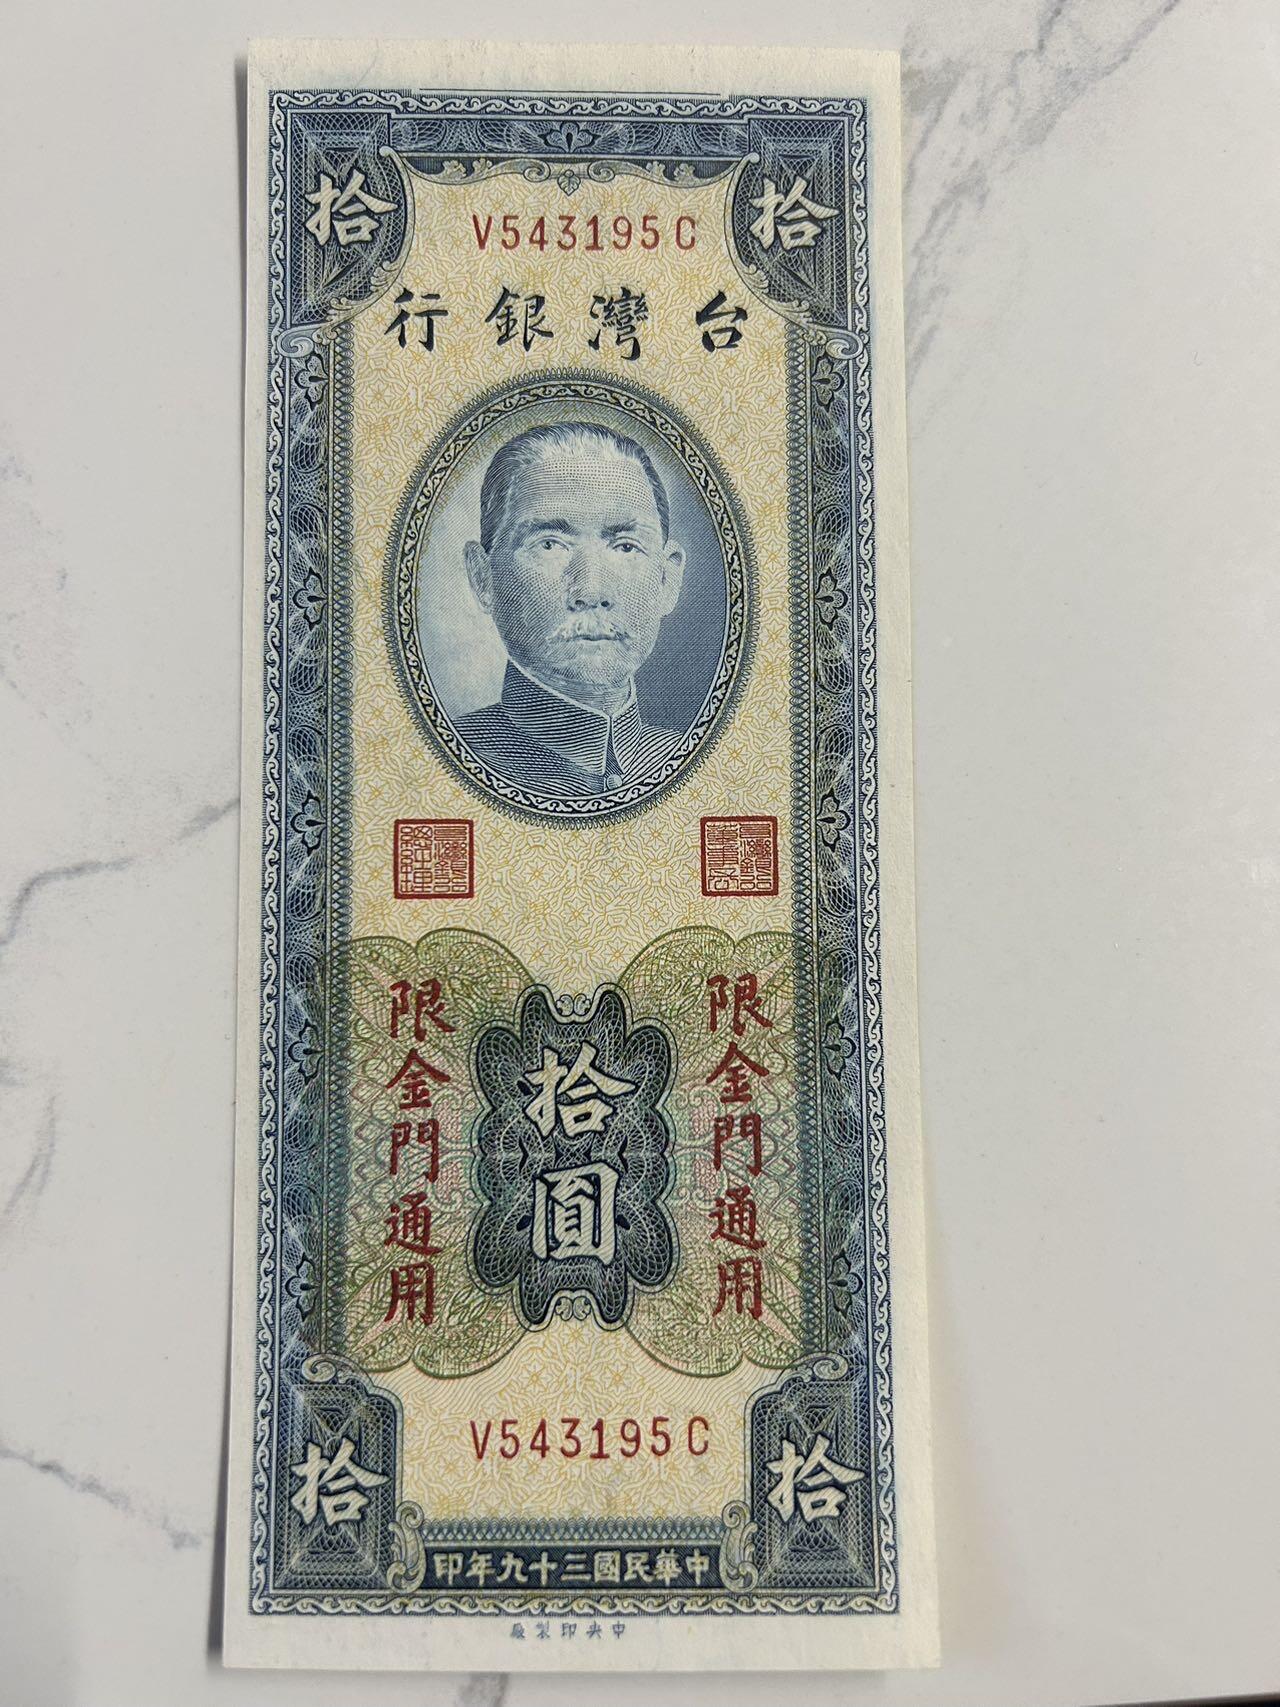 拾 拾
V543195C
台灣銀行
限金門通用
拾圓
限金門通用
V543195C
拾 拾
中華民國三十九年印
中央印製廠